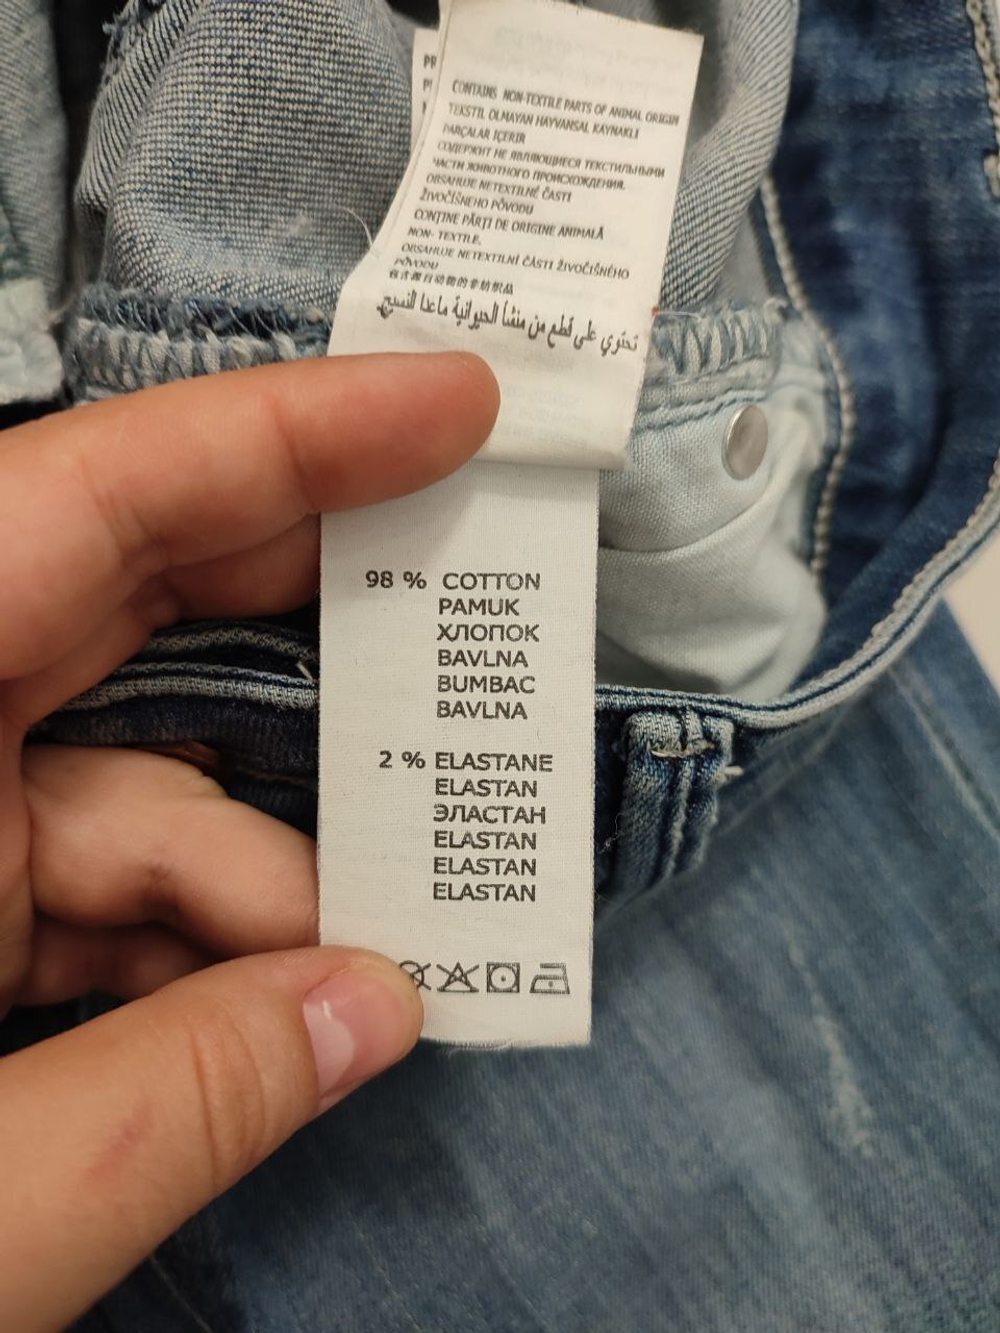 CONTAINS NON-TEXTILE PARTS OF ANIMAL ORIGIN
TEKSTIL OLMAYAN HAYVANSAL KAYNAKLI
PARÇALAR İÇERİR
СОДЕРЖИТ НЕ ЯВЛЯЮЩИЕСЯ ТЕКСТИЛЬНЫМИ
ЧАСТИ ЖИВОТНОГО ПРОИСХОЖДЕНИЯ.
OBSAHUJE NETEXTILNÉ ČASTI
ŽIVOČÍŠNEHO PÔVODU
CONȚINE PĂRȚI DE ORIGINE ANIMALĂ
NON- TEXTILE.
OBSAHUJE NETEXTILNÍ ČÁSTI ŽIVOČIŠNÉHO
PŮVODU
تحتوي على قطع من منشأ الحيوانية ماعدا النسيج
98 % COTTON
PAMUK
ХЛОПОК
BAVLNA
BUMBAC
BAVLNA
2 % ELASTANE
ELASTAN
ЭЛАСТАН
ELASTAN
ELASTAN
ELASTAN